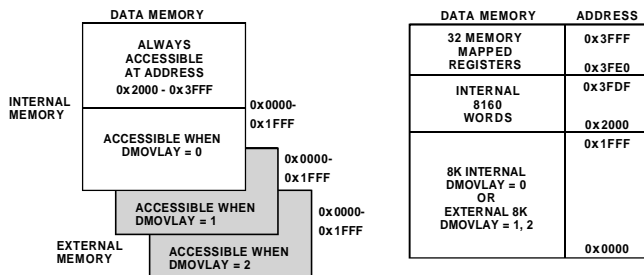 DATA MEMORY
ALWAYS
ACCESSIBLE
AT ADDRESS
0x2000 - 0x3FFF
INTERNAL
MEMORY
0x0000-
0x1FFF
ACCESSIBLE WHEN
DMOVLAY = 0
0x0000-
0x1FFF
ACCESSIBLE WHEN
DMOVLAY = 1
0x0000-
0x1FFF
EXTERNAL
MEMORY
ACCESSIBLE WHEN
DMOVLAY = 2
DATA MEMORY ADDRESS
32 MEMORY
MAPPED
REGISTERS
0x3FFF
0x3FE0
INTERNAL
8160
WORDS
0x3FDF
0x2000
8K INTERNAL
DMOVLAY = 0
OR
EXTERNAL 8K
DMOVLAY = 1, 2
0x1FFF
0x0000